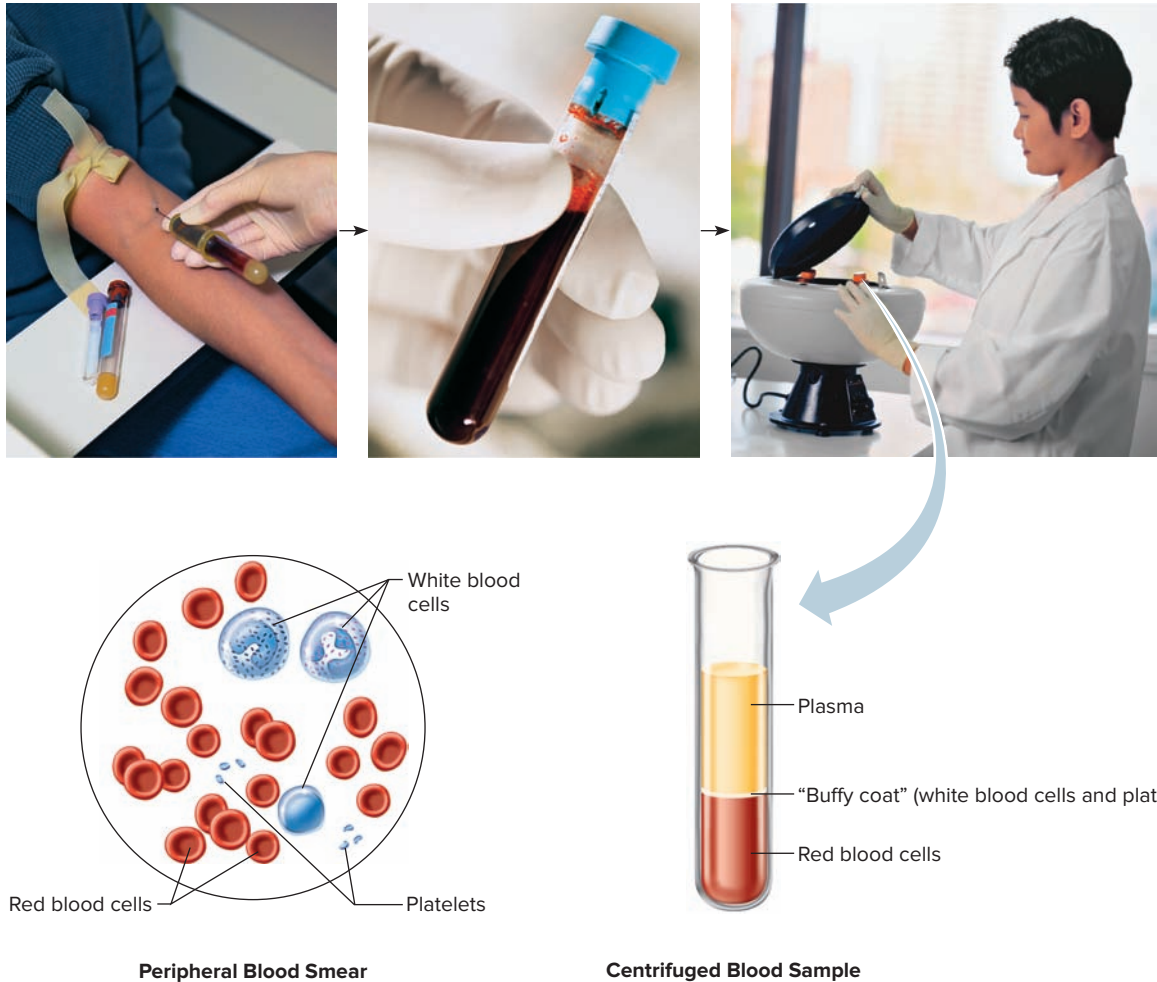 White blood
cells
Plasma
"Buffy coat" (white blood cells and plat
Red blood cells
Red blood cells
Platelets
Peripheral Blood Smear
Centrifuged Blood Sample